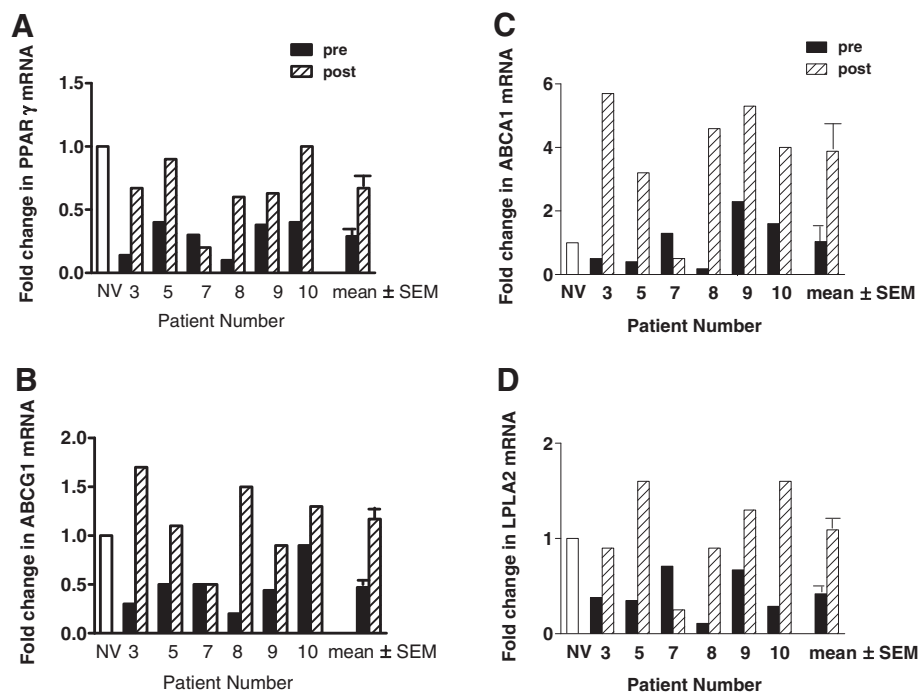 A
pre
post
Fold change in PPAR γ mRNA
1.5
1.0
0.5
0.0
NV 3 5 7 8 9 10 mean ± SEM
Patient Number
C
pre
post
Fold change in ABCA1 mRNA
6
4
2
0
NV 3 5 7 8 9 10 mean ± SEM
Patient Number
B
Fold change in ABCG1 mRNA
2.0
1.5
1.0
0.5
0.0
NV 3 5 7 8 9 10 mean ± SEM
Patient Number
D
Fold change in LPLA2 mRNA
2
1
0
NV 3 5 7 8 9 10 mean ± SEM
Patient Number